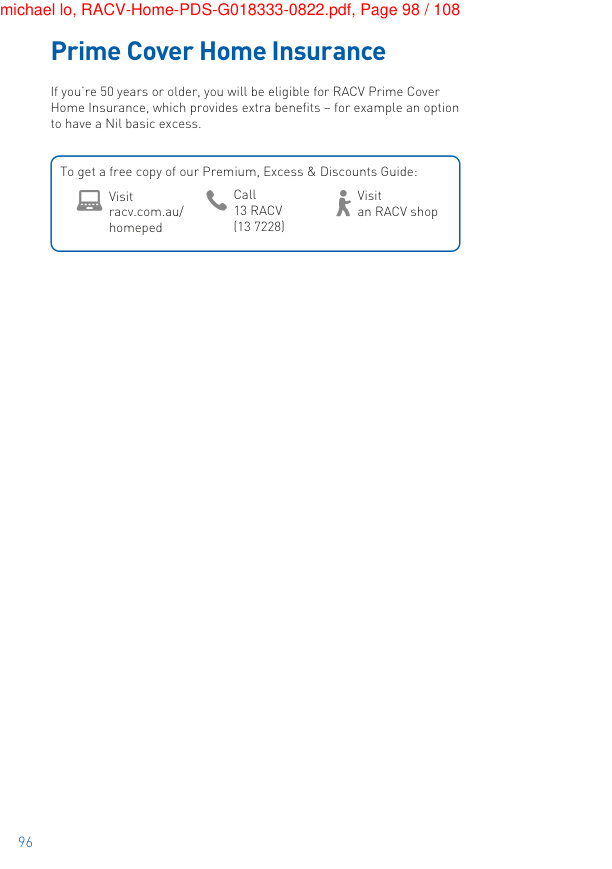 michael lo, RACV-Home-PDS-G018333-0822.pdf, Page 98 / 108
Prime Cover Home Insurance
If you're 50 years or older, you will be eligible for RACV Prime Cover
Home Insurance, which provides extra benefits – for example an option
to have a Nil basic excess.
To get a free copy of our Premium, Excess & Discounts Guide:
Visit
racv.com.au/
homeped
Call
13 RACV
(13 7228)
Visit
an RACV shop
96